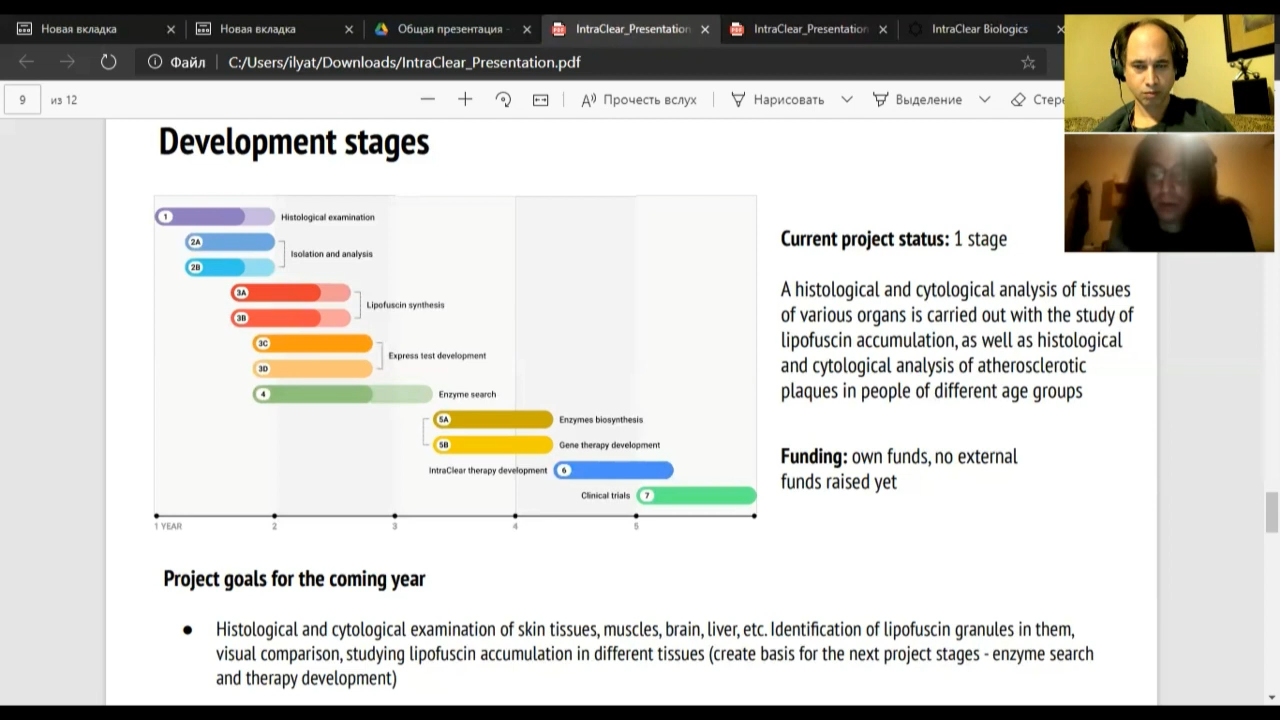 Новая вкладка
Новая вкладка
Общая презентация -
IntraClear_Presentation
IntraClear_Presentation
IntraClear Biologics
Файл
C:/Users/ilyat/Downloads/IntraClear_Presentation.pdf
9 из 12
Прочесть вслух
Нарисовать
Выделение
Стере
Development stages
1 Histological examination
2A
Isolation and analysis
2B
3A
Lipofuscin synthesis
3B
3C
Express test development
3D
4 Enzyme search
5A Enzymes biosynthesis
5B Gene therapy development
IntraClear therapy development 6
Clinical trials 7
1 YEAR 2 3 4 5
Current project status: 1 stage
A histological and cytological analysis of tissues
of various organs is carried out with the study of
lipofuscin accumulation, as well as histological
and cytological analysis of atherosclerotic
plaques in people of different age groups
Funding: own funds, no external
funds raised yet
Project goals for the coming year
● Histological and cytological examination of skin tissues, muscles, brain, liver, etc. Identification of lipofuscin granules in them,
visual comparison, studying lipofuscin accumulation in different tissues (create basis for the next project stages - enzyme search
and therapy development)